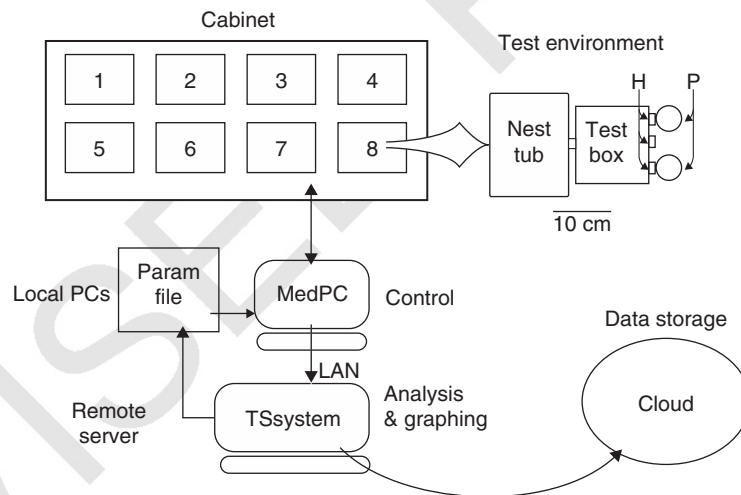 Cabinet
Test environment
1
2
3
4
H
P
5
6
7
8
Nest
tub
Test
box
10 cm
Local PCs
Param
file
MedPC
Control
Data storage
LAN
Remote
server
TSsystem
Analysis
& graphing
Cloud